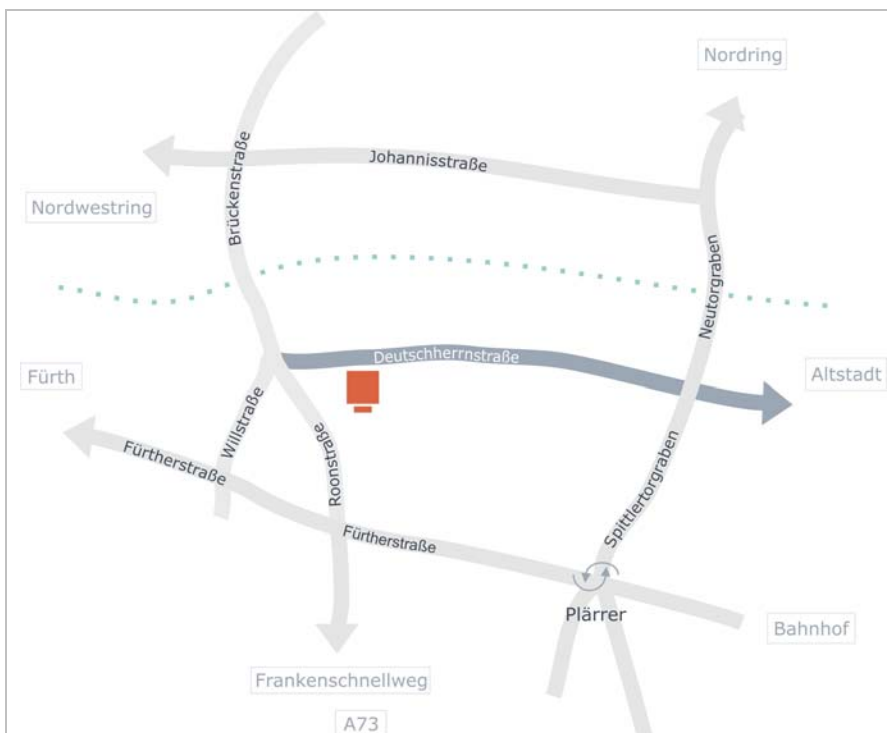 Nordring
Brückenstraße
Johannisstraße
Nordwestring
Neutorgraben
Deutschherrnstraße
Fürth
Altstadt
Willstraße
Roonstraße
Fürtherstraße
Spittlertorgraben
Fürtherstraße
Plärrer
Bahnhof
Frankenschnellweg
A73